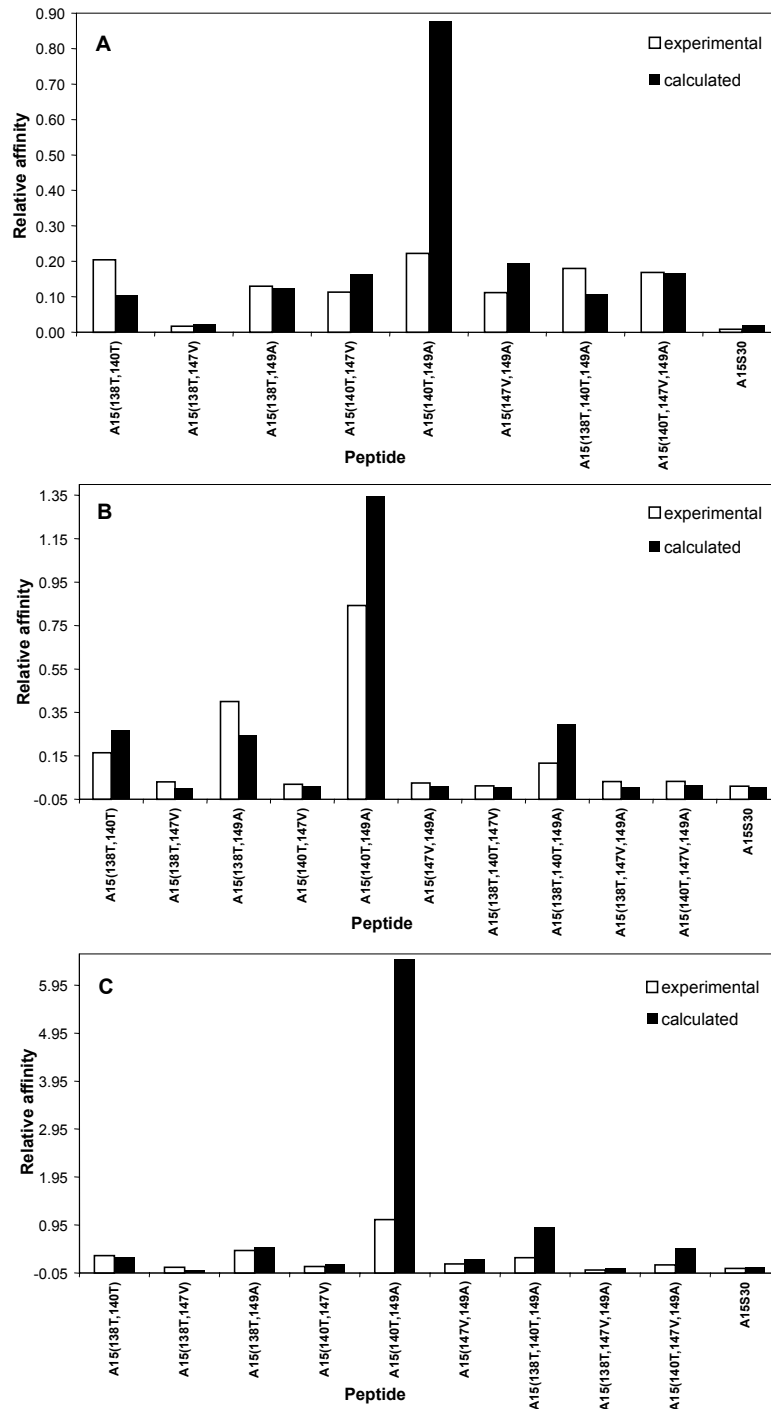 A
experimental
calculated
Relative affinity
0.90
0.80
0.70
0.60
0.50
0.40
0.30
0.20
0.10
0.00
A15(138T,140T)
A15(138T,147V)
A15(138T,149A)
A15(140T,147V)
A15(140T,149A)
A15(147V,149A)
A15(138T,140T,149A)
A15(140T,147V,149A)
A15S30
Peptide
B
experimental
calculated
Relative affinity
1.35
1.15
0.95
0.75
0.55
0.35
0.15
-0.05
A15(138T,140T)
A15(138T,147V)
A15(138T,149A)
A15(140T,147V)
A15(140T,149A)
A15(147V,149A)
A15(138T,140T,147V)
A15(138T,140T,149A)
A15(138T,147V,149A)
A15(140T,147V,149A)
A15S30
Peptide
C
experimental
calculated
Relative affinity
5.95
4.95
3.95
2.95
1.95
0.95
-0.05
A15(138T,140T)
A15(138T,147V)
A15(138T,149A)
A15(140T,147V)
A15(140T,149A)
A15(147V,149A)
A15(138T,140T,149A)
A15(138T,147V,149A)
A15(140T,147V,149A)
A15S30
Peptide